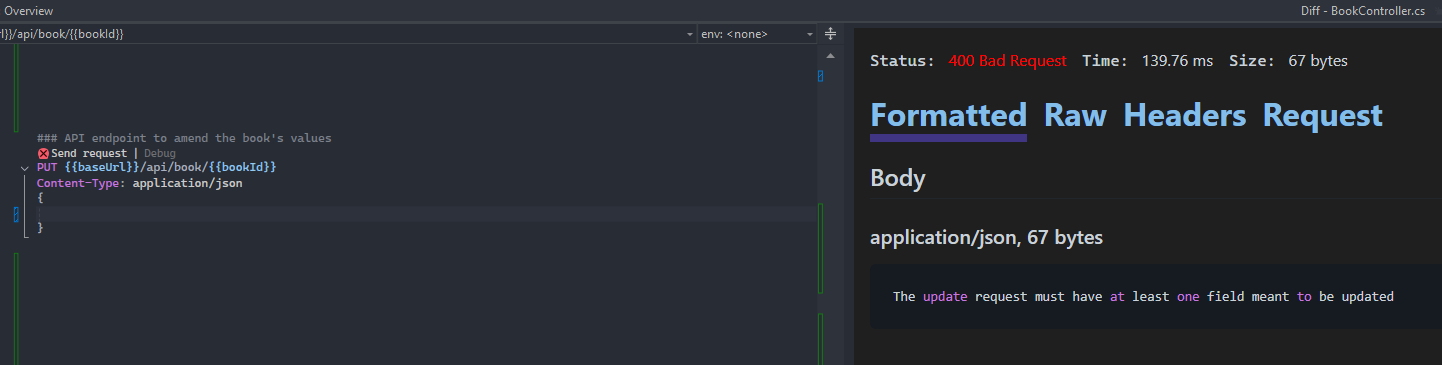 Overview
Diff - BookController.cs
l}}/api/book/{{bookId}}
env: <none>
### API endpoint to amend the book's values
Send request | Debug
PUT {{baseUrl}}/api/book/{{bookId}}
Content-Type: application/json
{
}
Status: 400 Bad Request Time: 139.76 ms Size: 67 bytes
Formatted Raw Headers Request
Body
application/json, 67 bytes
The update request must have at least one field meant to be updated